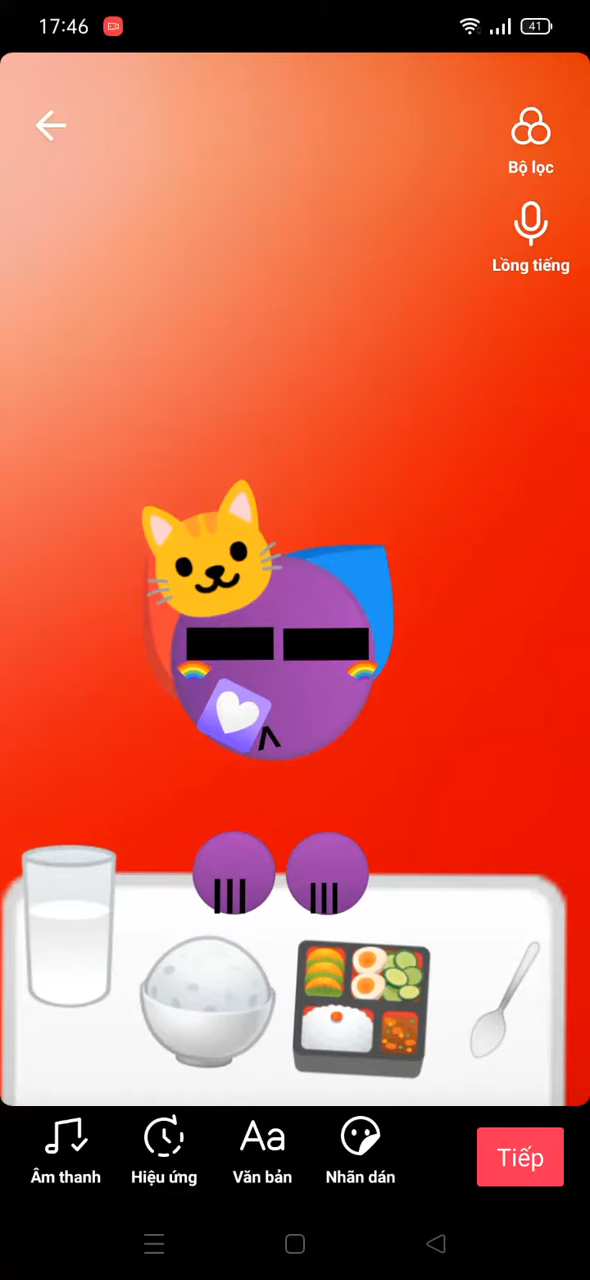 17:46
41
Bộ lọc
Lồng tiếng
Âm thanh
Hiệu ứng
Aa
Văn bản
Nhãn dán
Tiếp